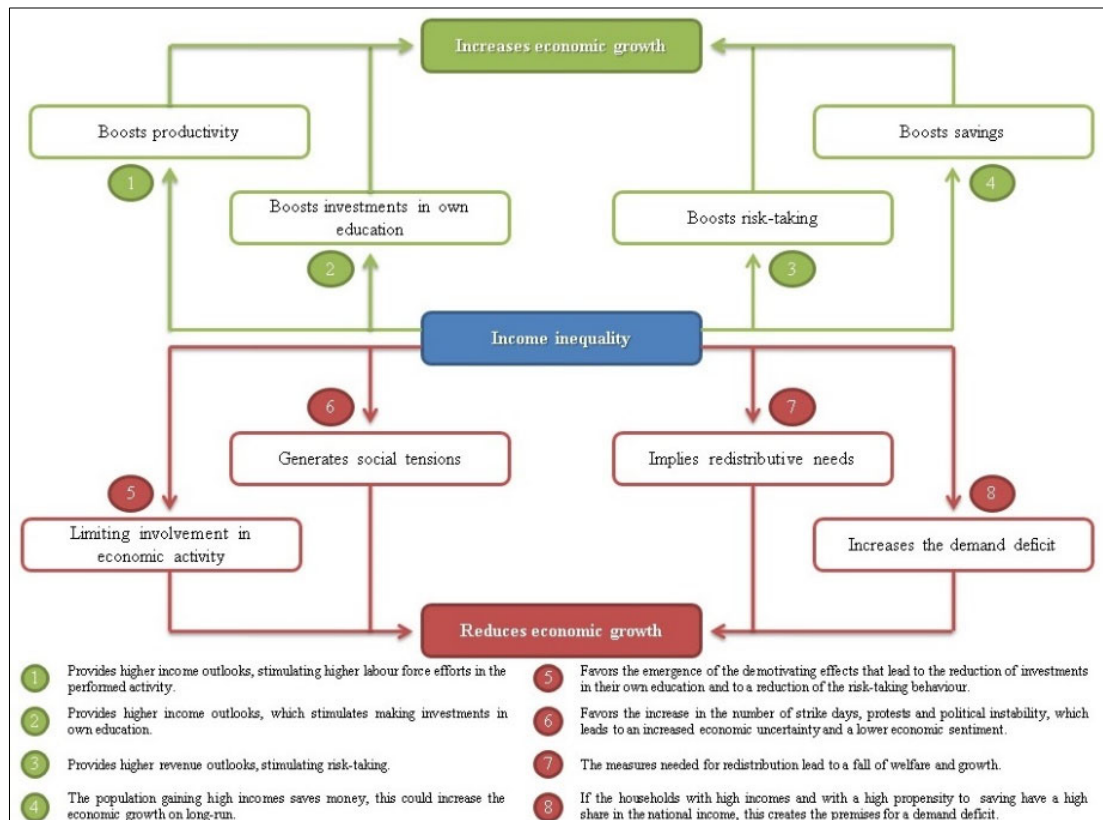 Increases economic growth
Boosts productivity
Boosts savings
1
4
Boosts investments in own
education
Boosts risk-taking
2
3
Income inequality
6
7
Generates social tensions
Implies redistributive needs
5
8
Limiting involvement in
economic activity
Increases the demand deficit
Reduces economic growth
1
Provides higher income outlooks, stimulating higher labour force efforts in the
performed activity.
2
Provides higher income outlooks, which stimulates making investments in
own education.
3
Provides higher revenue outlooks, stimulating risk-taking.
4
The population gaining high incomes saves money, this could increase the
economic growth on long-run.
5
Favors the emergence of the demotivating effects that lead to the reduction of investments
in their own education and to a reduction of the risk-taking behaviour.
6
Favors the increase in the number of strike days, protests and political instability, which
leads to an increased economic uncertainty and a lower economic sentiment.
7
The measures needed for redistribution lead to a fall of welfare and growth.
8
If the households with high incomes and with a high propensity to saving have a high
share in the national income, this creates the premises for a demand deficit.